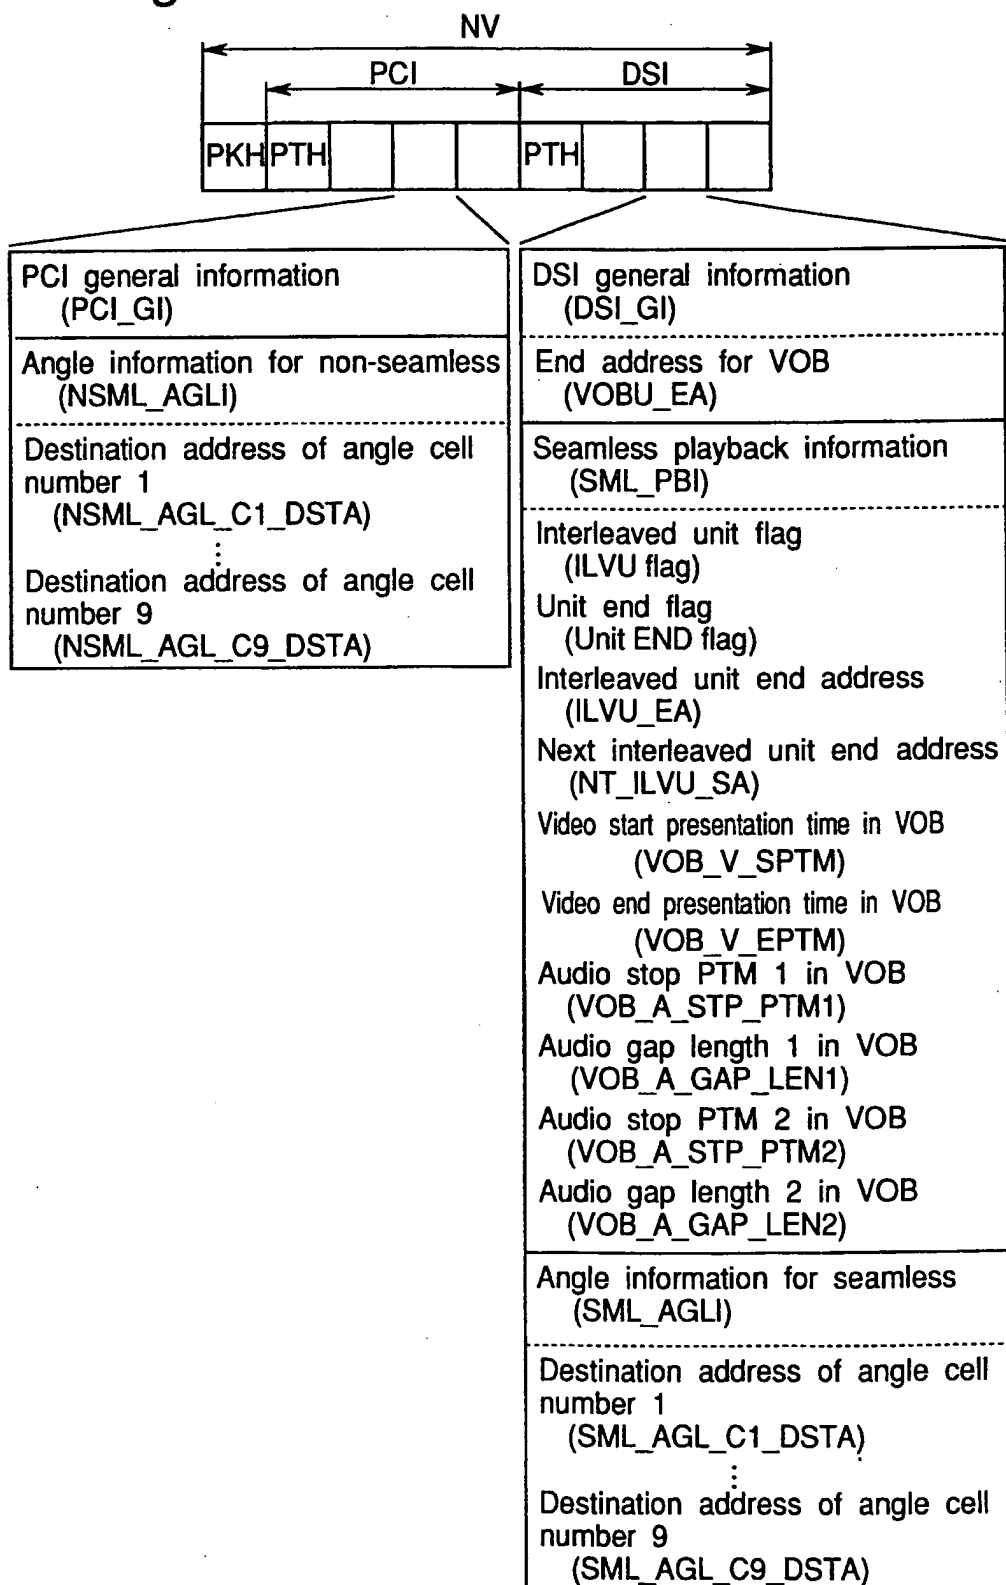 g
NV
PCI DSI
PKH PTH PTH
PCI general information
(PCI_GI)
Angle information for non-seamless
(NSML_AGLI)
Destination address of angle cell
number 1
(NSML_AGL_C1_DSTA)
⋮
Destination address of angle cell
number 9
(NSML_AGL_C9_DSTA)
DSI general information
(DSI_GI)
End address for VOB
(VOBU_EA)
Seamless playback information
(SML_PBI)
Interleaved unit flag
(ILVU flag)
Unit end flag
(Unit END flag)
Interleaved unit end address
(ILVU_EA)
Next interleaved unit end address
(NT_ILVU_SA)
Video start presentation time in VOB
(VOB_V_SPTM)
Video end presentation time in VOB
(VOB_V_EPTM)
Audio stop PTM 1 in VOB
(VOB_A_STP_PTM1)
Audio gap length 1 in VOB
(VOB_A_GAP_LEN1)
Audio stop PTM 2 in VOB
(VOB_A_STP_PTM2)
Audio gap length 2 in VOB
(VOB_A_GAP_LEN2)
Angle information for seamless
(SML_AGLI)
Destination address of angle cell
number 1
(SML_AGL_C1_DSTA)
⋮
Destination address of angle cell
number 9
(SML_AGL_C9_DSTA)